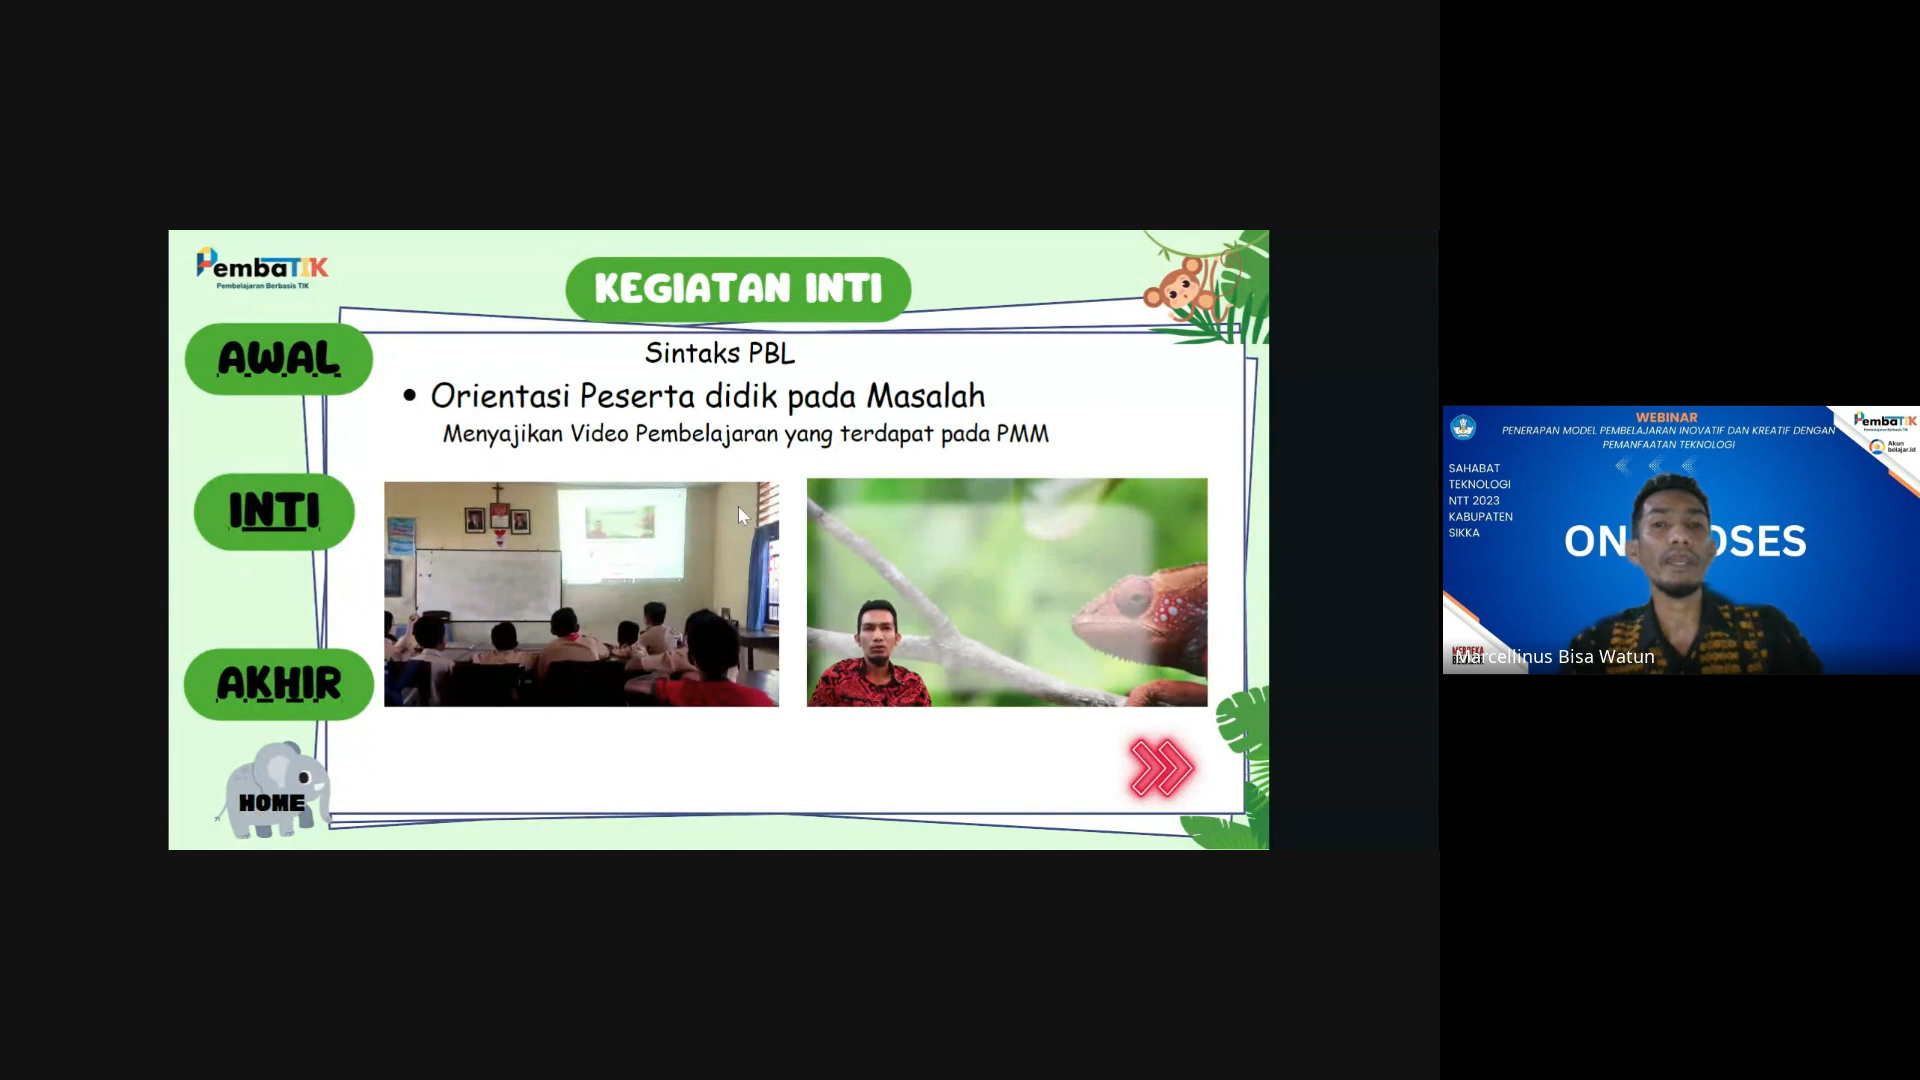 PembaTIK
Pembelajaran Berbasis TIK
KEGIATAN INTI
AWAL
INTI
AKHIR
HOME
Sintaks PBL
• Orientasi Peserta didik pada Masalah
Menyajikan Video Pembelajaran yang terdapat pada PMM
WEBINAR
PENERAPAN MODEL PEMBELAJARAN INOVATIF DAN KREATIF DENGAN
PEMANFAATAN TEKNOLOGI
PembaTIK
Akun
belajar.id
SAHABAT
TEKNOLOGI
NTT 2023
KABUPATEN
SIKKA
ON OSES
Marcellinus Bisa Watun